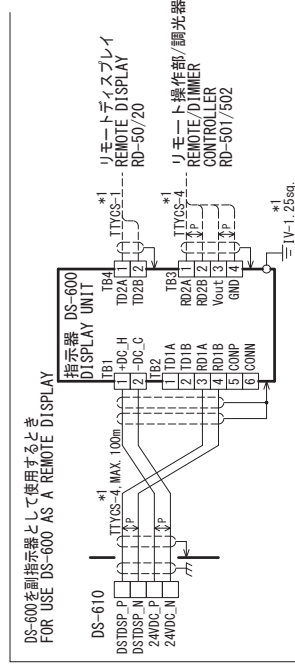 DS-600を副指示器として使用するとき
FOR USE DS-600 AS A REMOTE DISPLAY
DS-610
DSTDSP_P
DSTDSP_N
24VDC_P
24VDC_N
*1
TTYCS-4, MAX. 100m
P
P
指示器 DS-600
DISPLAY UNIT
TB1
1 +DC_H
2 -DC_C
TB2
1 TD1A
2 TD1B
3 RD1A
4 RD1B
5 CONP
6 CONN
TB4
TD2A 1
TD2B 2
TB3
RD2A 1
RD2B 2
Vout 3
GND 4
*1
TTYCS-1
リモートディスプレイ
REMOTE DISPLAY
RD-50/20
*1
TTYCS-4
P
P
リモート操作部/調光器
REMOTE/DIMMER
CONTROLLER
RD-501/502
*1
IV-1.25sq.